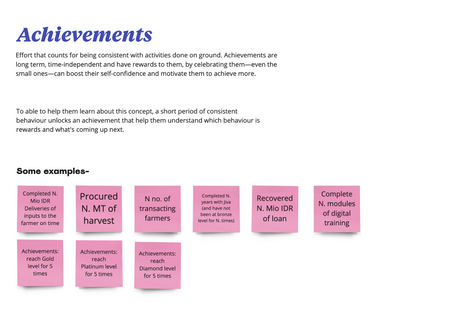 Achievements
Effort that counts for being consistent with activities done on ground. Achievements are
long term, time-independent and have rewards to them, by celebrating them—even the
small ones—can boost their self-confidence and motivate them to achieve more.
To able to help them learn about this concept, a short period of consistent
behaviour unlocks an achievement that help them understand which behaviour is
rewards and what's coming up next.
Some examples-
Completed N.
Mio IDR
Deliveries of
inputs to the
farmer on time
Procured
N. MT of
harvest
N no. of
transacting
farmers
Completed N.
years with Jiva
(and have not
been at bronze
level for N. times)
Recovered
N. Mio IDR
of loan
Complete
N. modules
of digital
training
Achievements:
reach Gold
level for 5
times
Achievements:
reach
Platinum level
for 5 times
Achievements:
reach
Diamond level
for 5 times